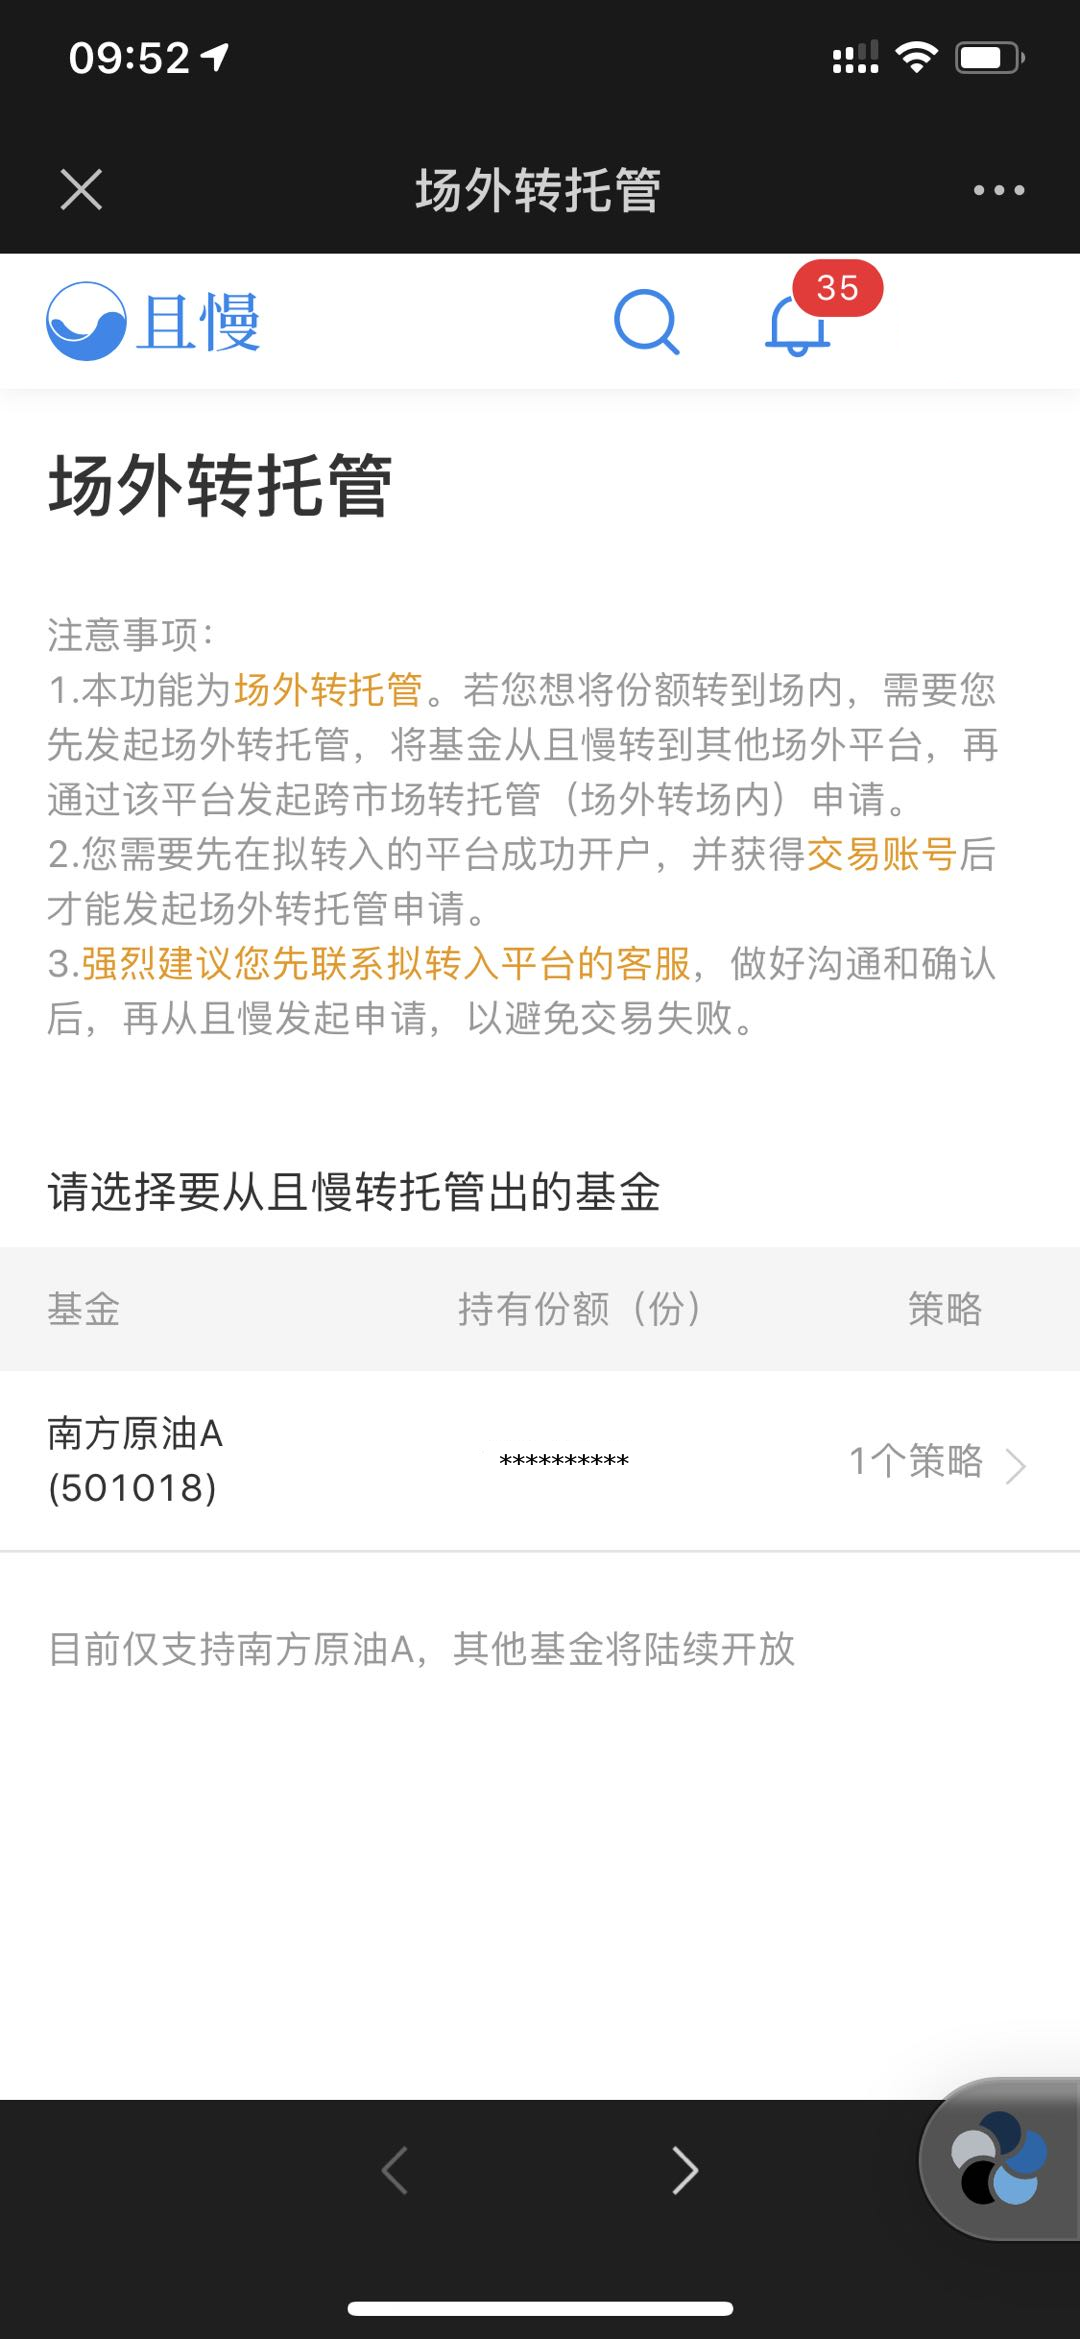 09:52
场外转托管
且慢
35
场外转托管
注意事项：
1.本功能为场外转托管。若您想将份额转到场内，需要您
先发起场外转托管，将基金从且慢转到其他场外平台，再
通过该平台发起跨市场转托管（场外转场内）申请。
2.您需要先在拟转入的平台成功开户，并获得交易账号后
才能发起场外转托管申请。
3.强烈建议您先联系拟转入平台的客服，做好沟通和确认
后，再从且慢发起申请，以避免交易失败。
请选择要从且慢转托管出的基金
基金 持有份额（份） 策略
南方原油A
(501018)
********** 1个策略
目前仅支持南方原油A，其他基金将陆续开放